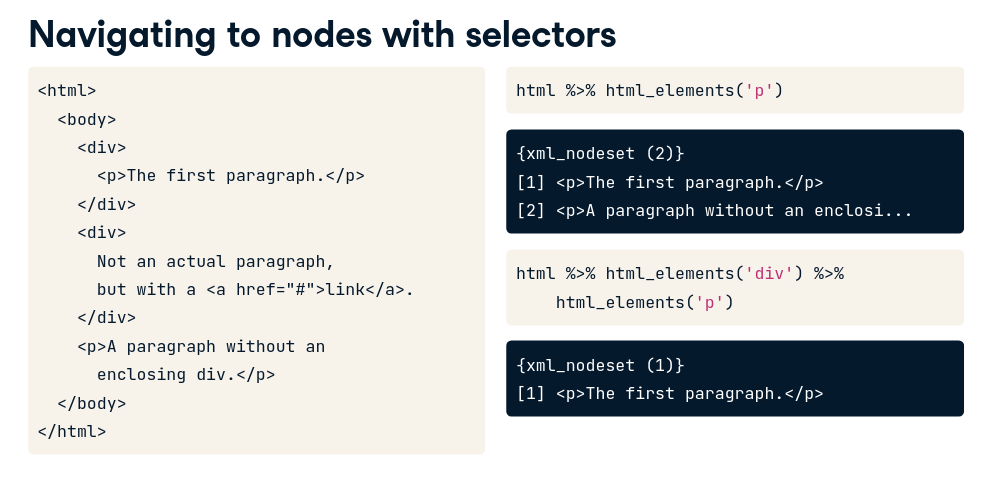 Navigating to nodes with selectors
<html>
  <body>
    <div>
      <p>The first paragraph.</p>
    </div>
    <div>
      Not an actual paragraph,
      but with a <a href="#">link</a>.
    </div>
    <p>A paragraph without an
      enclosing div.</p>
  </body>
</html>
html %>% html_elements('p')
{xml_nodeset (2)}
[1] <p>The first paragraph.</p>
[2] <p>A paragraph without an enclosi...
html %>% html_elements('div') %>%
    html_elements('p')
{xml_nodeset (1)}
[1] <p>The first paragraph.</p>